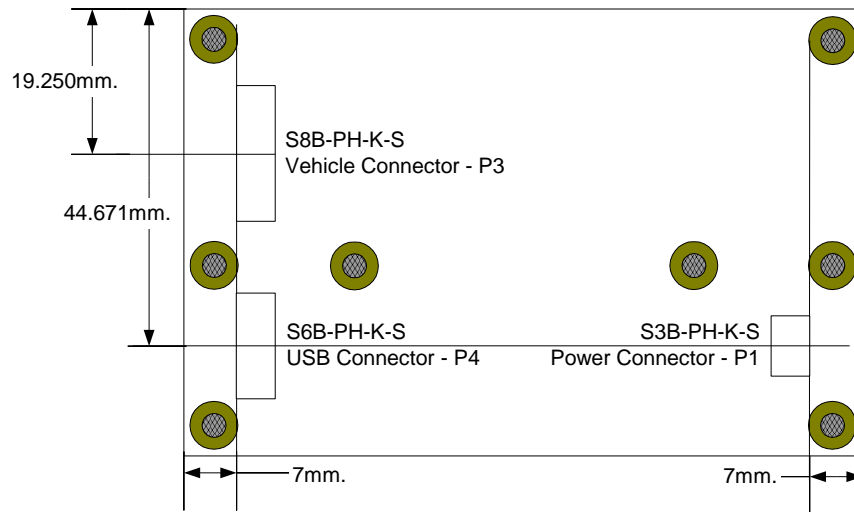 19.250mm.
S8B-PH-K-S
Vehicle Connector - P3
44.671mm.
S6B-PH-K-S
USB Connector - P4
S3B-PH-K-S
Power Connector - P1
7mm.
7mm.